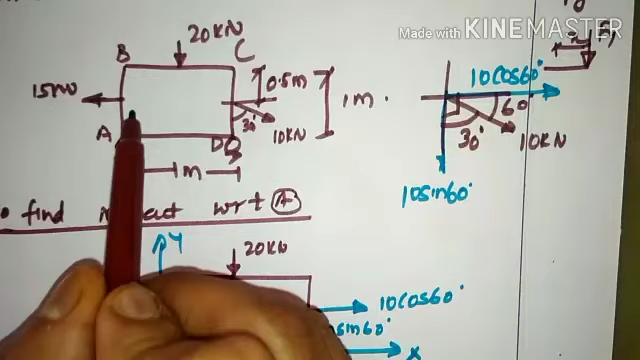 Made with KINEMASTER
20KN
B
C
15KN
0.5m
1m.
30°
10KN
A
D
1m
10cos60°
60°
30°
10KN
10sin60°
find
wrt A
Y
20KN
10cos60°
sin60°
X